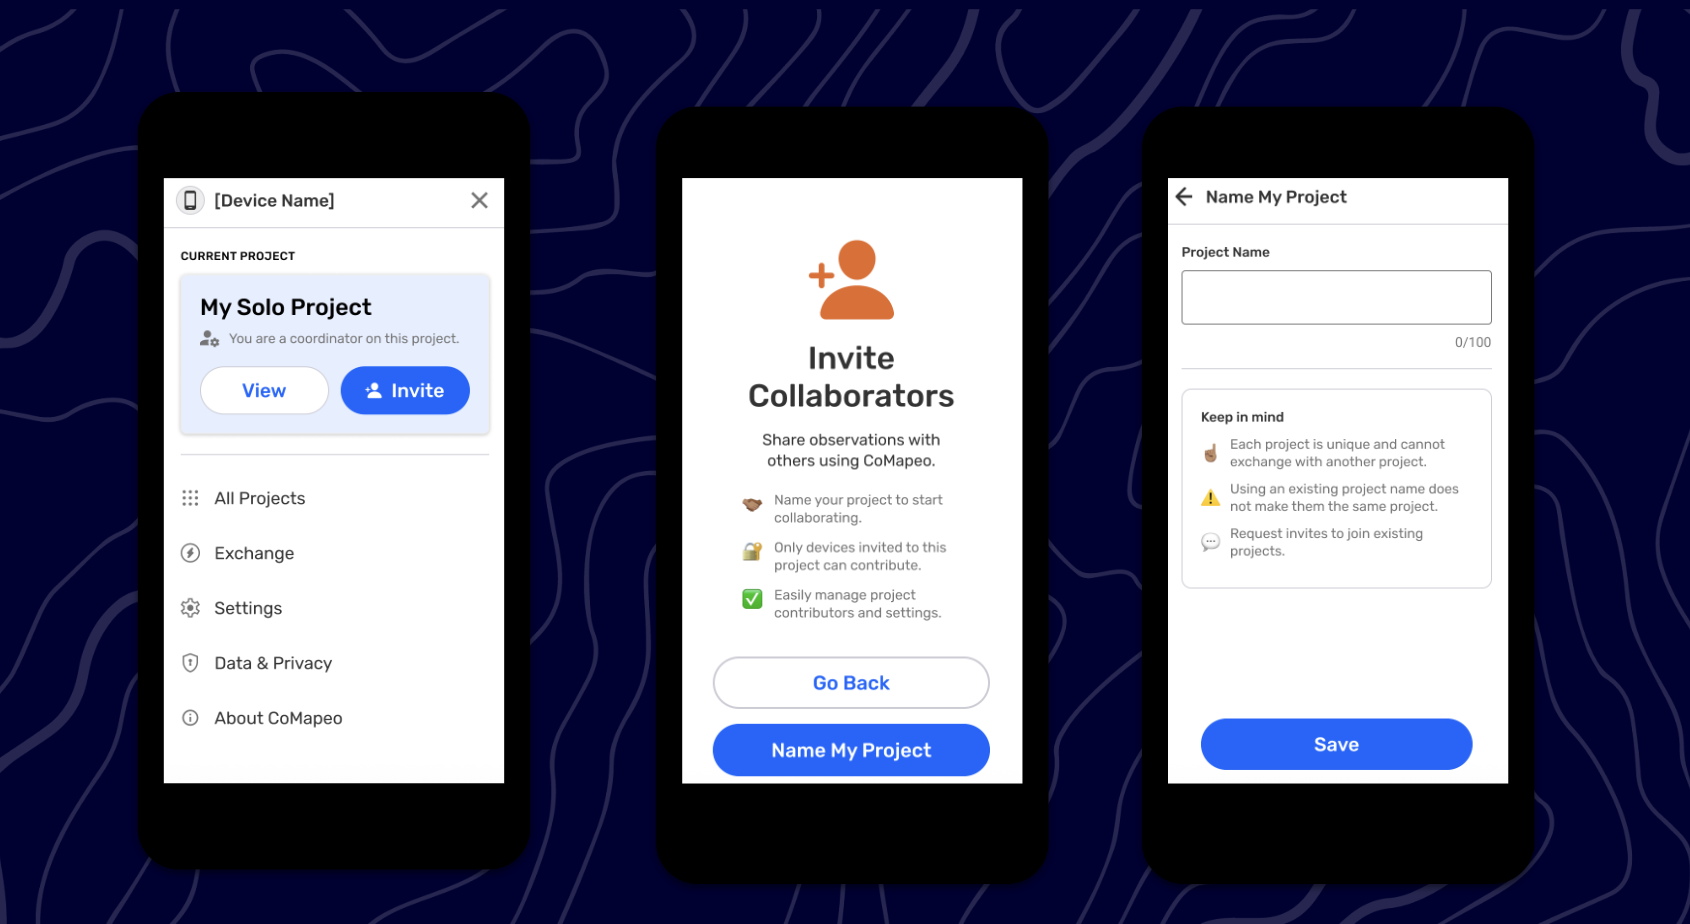 [Device Name]
CURRENT PROJECT
My Solo Project
You are a coordinator on this project.
View
Invite
All Projects
Exchange
Settings
Data & Privacy
About CoMapeo
Invite
Collaborators
Share observations with
others using CoMapeo.
Name your project to start
collaborating.
Only devices invited to this
project can contribute.
Easily manage project
contributors and settings.
Go Back
Name My Project
Name My Project
Project Name
0/100
Keep in mind
Each project is unique and cannot
exchange with another project.
Using an existing project name does
not make them the same project.
Request invites to join existing
projects.
Save